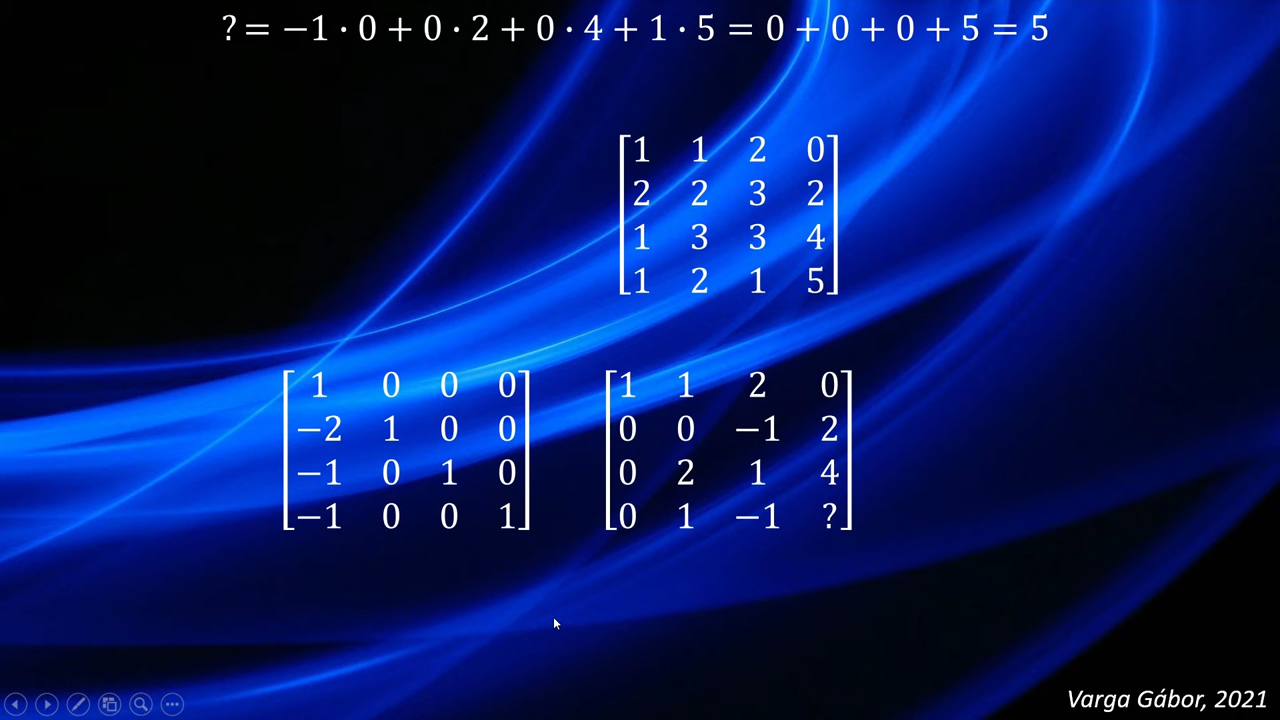 ? = −1 · 0 + 0 · 2 + 0 · 4 + 1 · 5 = 0 + 0 + 0 + 5 = 5
1 1 2 0
2 2 3 2
1 3 3 4
1 2 1 5
1 0 0 0
−2 1 0 0
−1 0 1 0
−1 0 0 1
1 1 2 0
0 0 −1 2
0 2 1 4
0 1 −1 ?
Varga Gábor, 2021